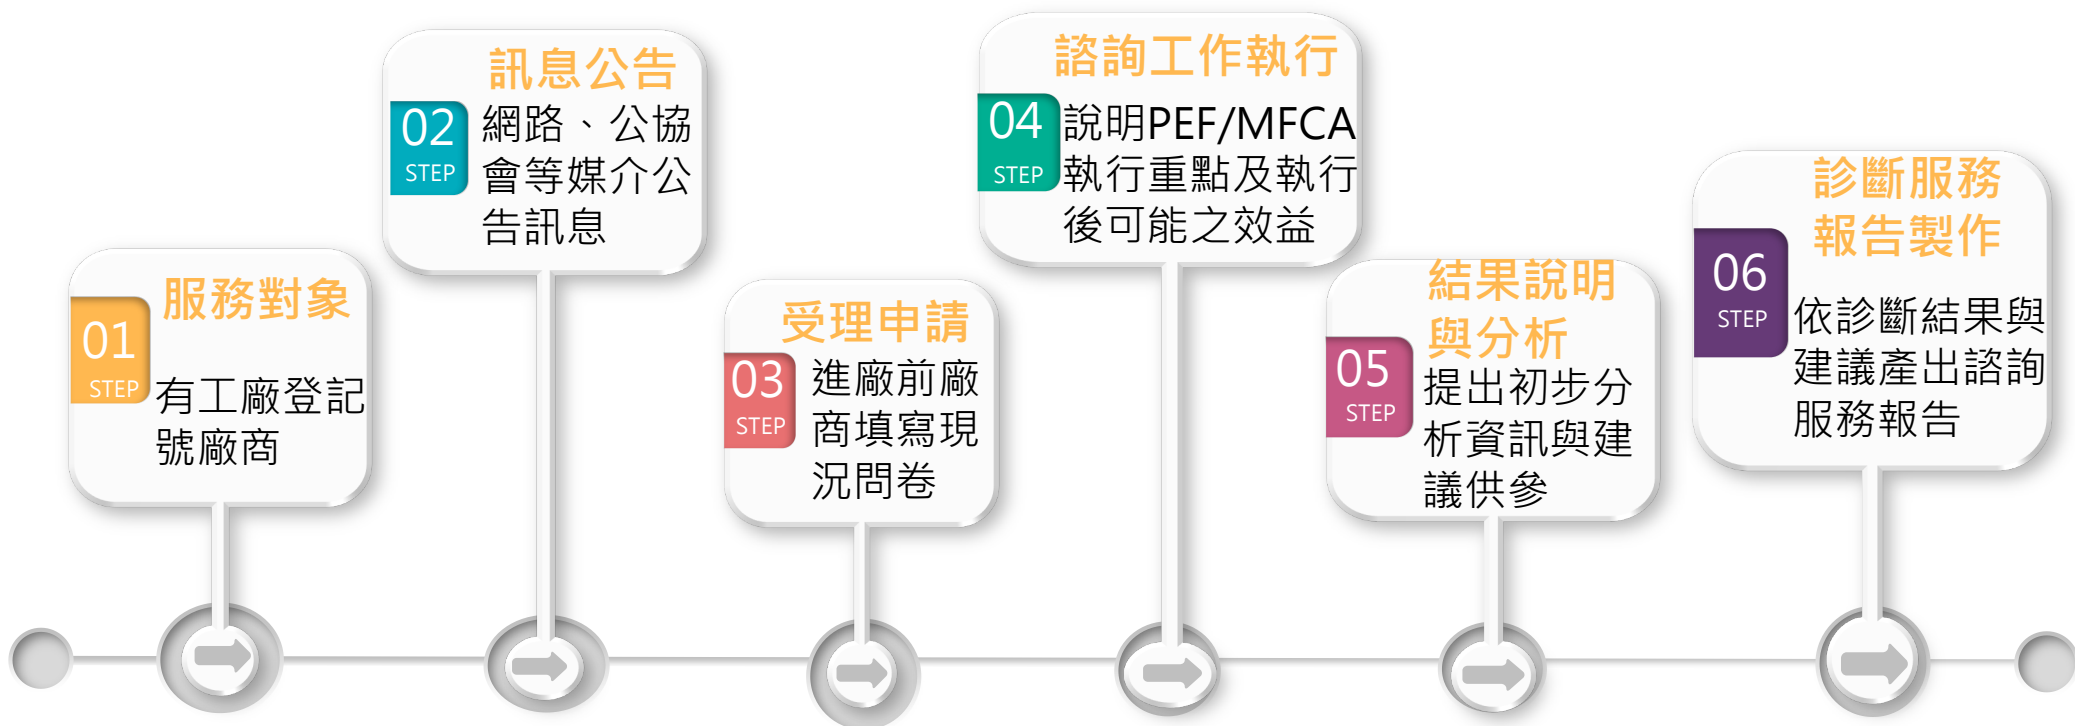 服務對象
01
STEP
有工廠登記
號廠商
訊息公告
02
STEP
網路、公協
會等媒介公
告訊息
受理申請
03
STEP
進廠前廠
商填寫現
況問卷
諮詢工作執行
04
STEP
說明PEF/MFCA
執行重點及執行
後可能之效益
結果說明
與分析
05
STEP
提出初步分
析資訊與建
議供參
診斷服務
報告製作
06
STEP
依診斷結果與
建議產出諮詢
服務報告